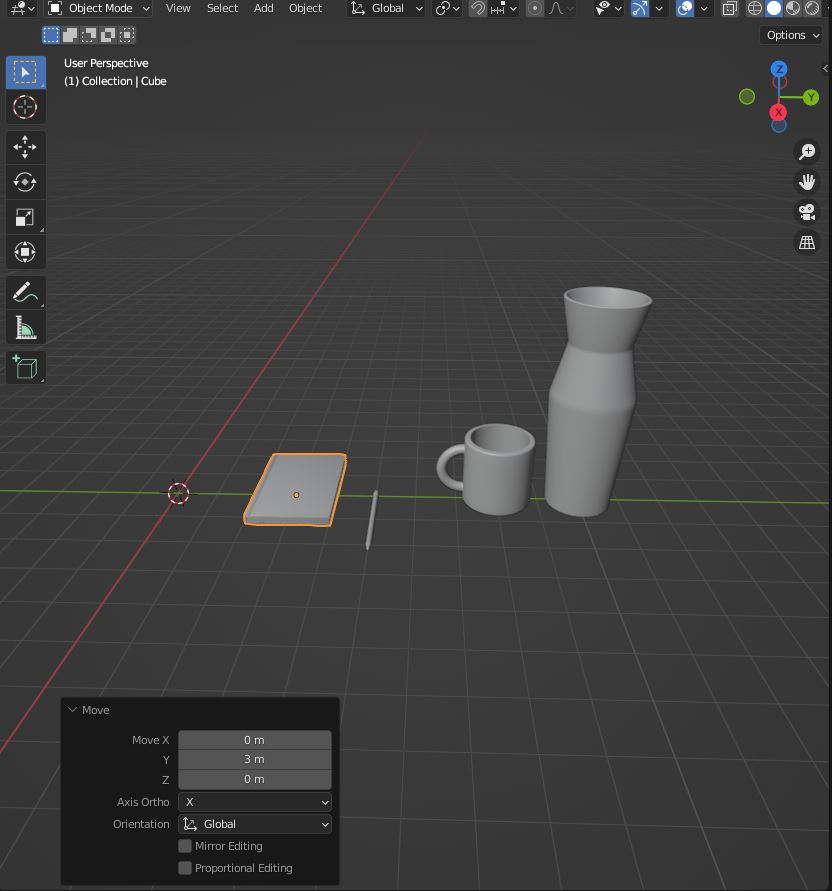 Object Mode View Select Add Object Global
Options
User Perspective
(1) Collection | Cube
Z
Y
X
Move
Move X 0 m
Y 3 m
Z 0 m
Axis Ortho X
Orientation Global
Mirror Editing
Proportional Editing